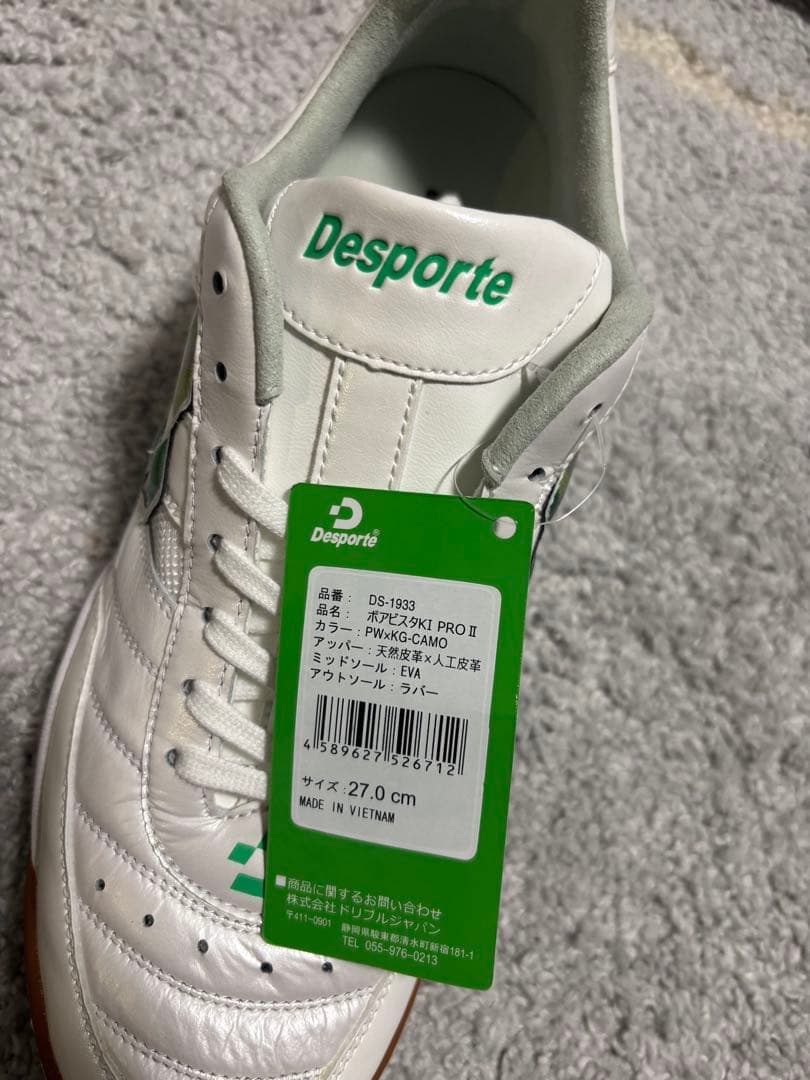 Desporte
Desporte®
品番： DS-1933
品名： ボアビスタKI PROⅡ
カラー：PW×KG-CAMO
アッパー：天然皮革×人工皮革
ミッドソール：EVA
アウトソール：ラバー
4 589627 526712
サイズ：27.0 cm
MADE IN VIETNAM
■商品に関するお問い合わせ
株式会社ドリブルジャパン
〒411-0901 静岡県駿東郡清水町新宿181-1
TEL 055-976-0213